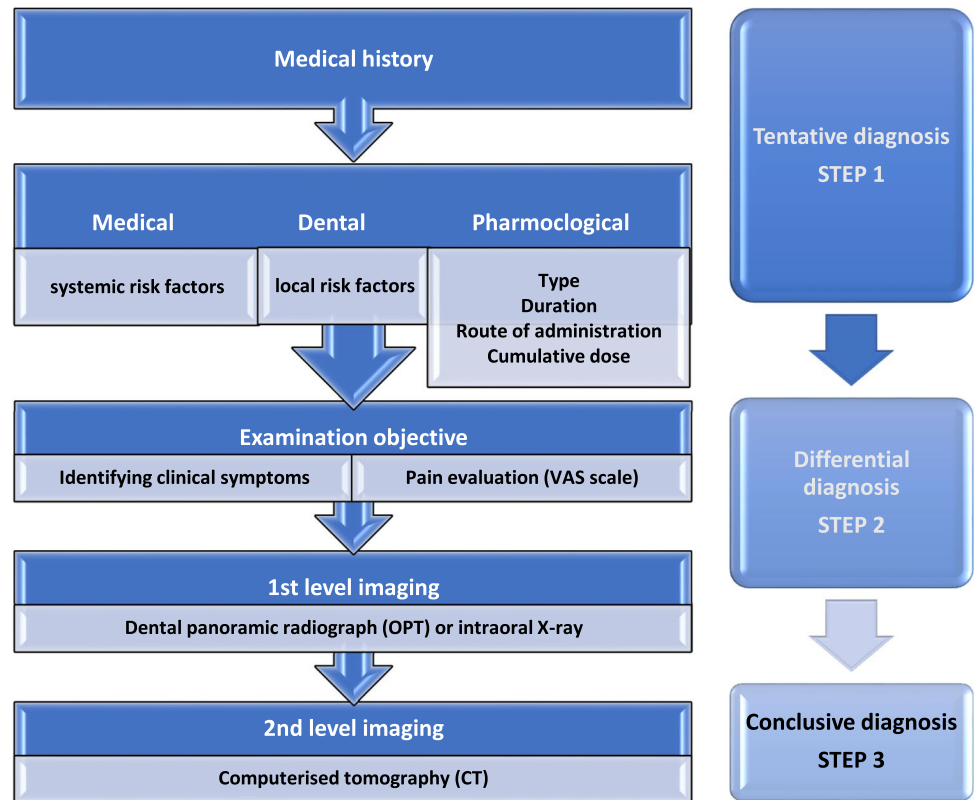 Medical history
Medical
Dental
Pharmoclogical
systemic risk factors
local risk factors
Type
Duration
Route of administration
Cumulative dose
Examination objective
Identifying clinical symptoms
Pain evaluation (VAS scale)
1st level imaging
Dental panoramic radiograph (OPT) or intraoral X-ray
2nd level imaging
Computerised tomography (CT)
Tentative diagnosis
STEP 1
Differential
diagnosis
STEP 2
Conclusive diagnosis
STEP 3